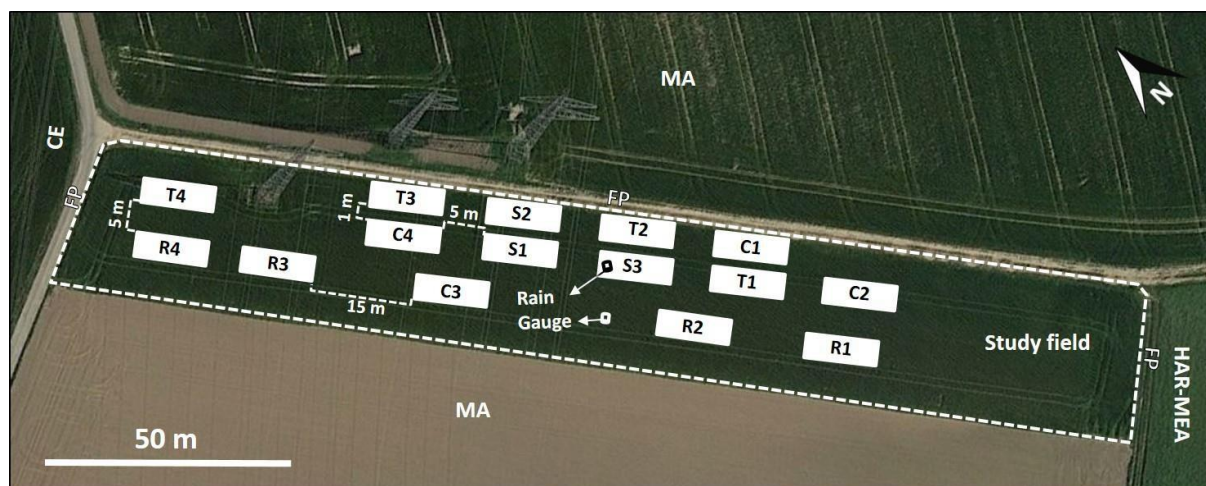 MA
N
CE
FP
FP
T4
T3
S2
T2
C1
5 m
1 m
5 m
R4
R3
C4
S1
S3
T1
C2
C3
15 m
Rain
Gauge
R2
R1
Study field
FP
HAR-MEA
MA
50 m